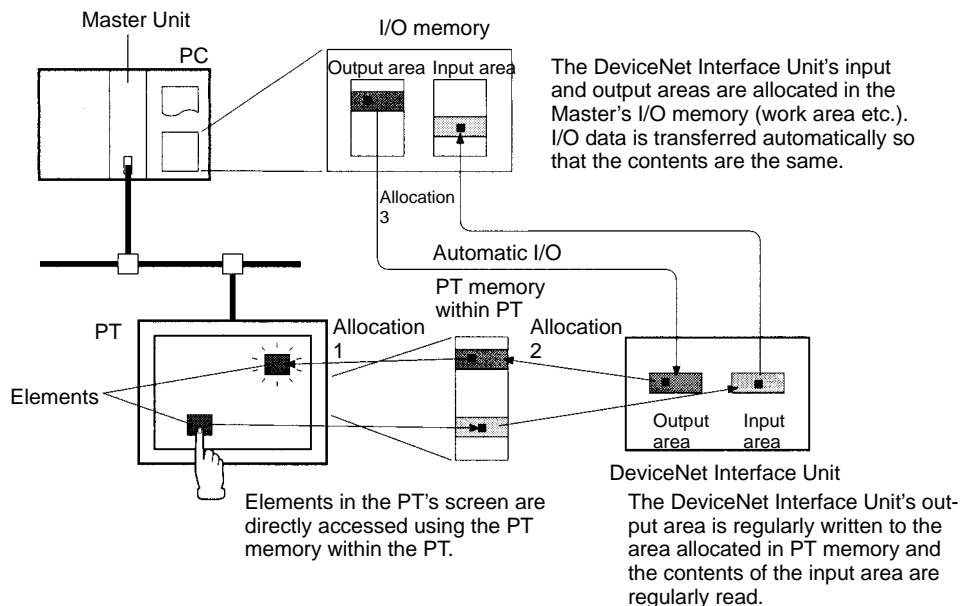 Master Unit
PC
I/O memory
Output area
Input area
The DeviceNet Interface Unit's input
and output areas are allocated in the
Master's I/O memory (work area etc.).
I/O data is transferred automatically so
that the contents are the same.
Allocation
3
Automatic I/O
PT memory
within PT
PT
Allocation
1
Allocation
2
Elements
Output
area
Input
area
DeviceNet Interface Unit
Elements in the PT's screen are
directly accessed using the PT
memory within the PT.
The DeviceNet Interface Unit's out-
put area is regularly written to the
area allocated in PT memory and
the contents of the input area are
regularly read.